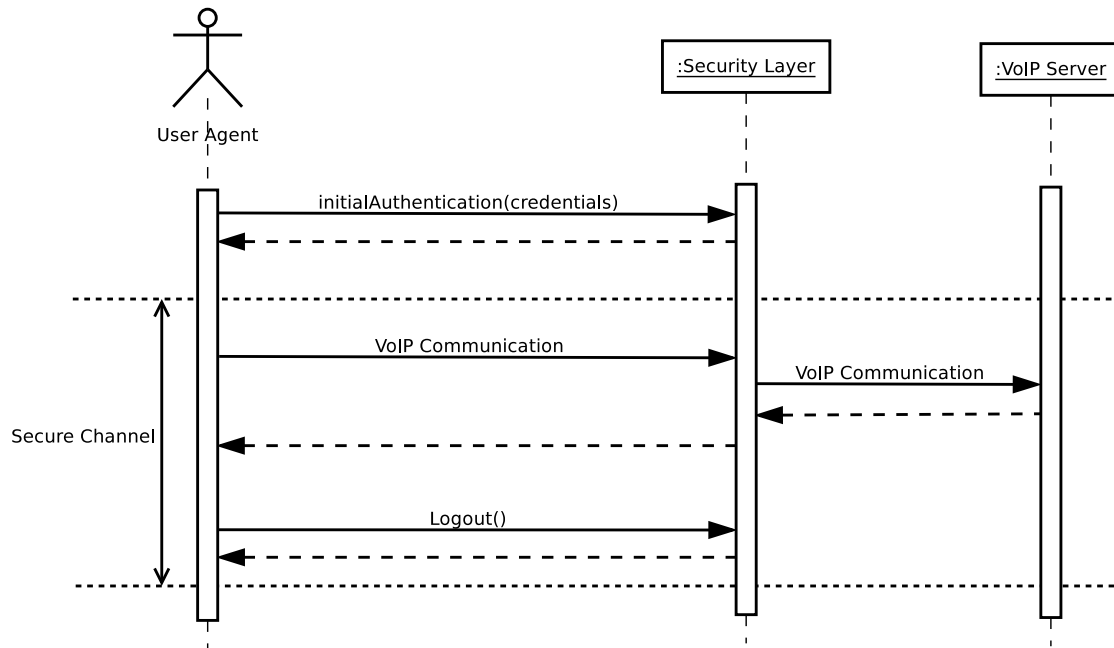 :Security Layer
:VoIP Server
User Agent
initialAuthentication(credentials)
VoIP Communication
VoIP Communication
Secure Channel
Logout()